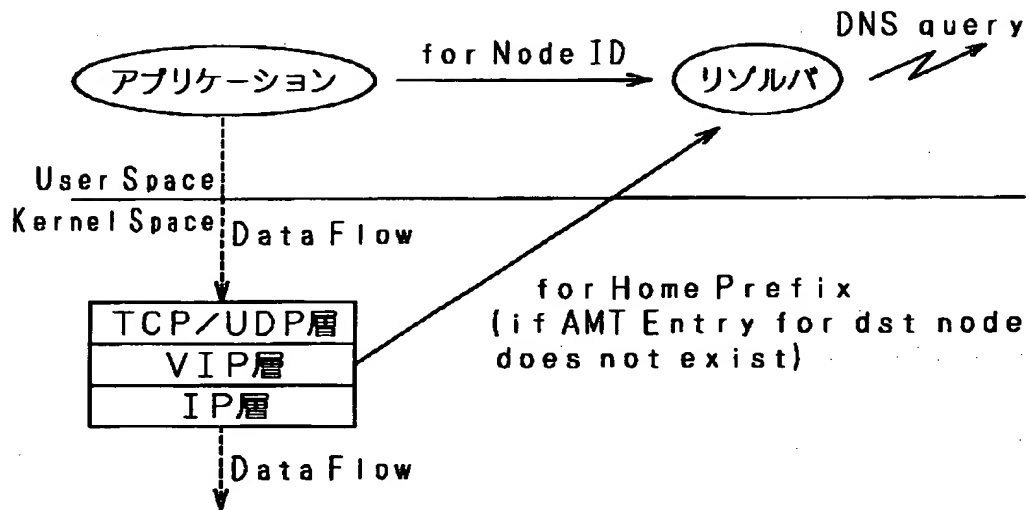 DNS query
for Node ID
アプリケーション
リゾルバ
User Space
Kernel Space
Data Flow
for Home Prefix
(if AMT Entry for dst node
does not exist)
TCP/UDP層
VIP層
IP層
Data Flow